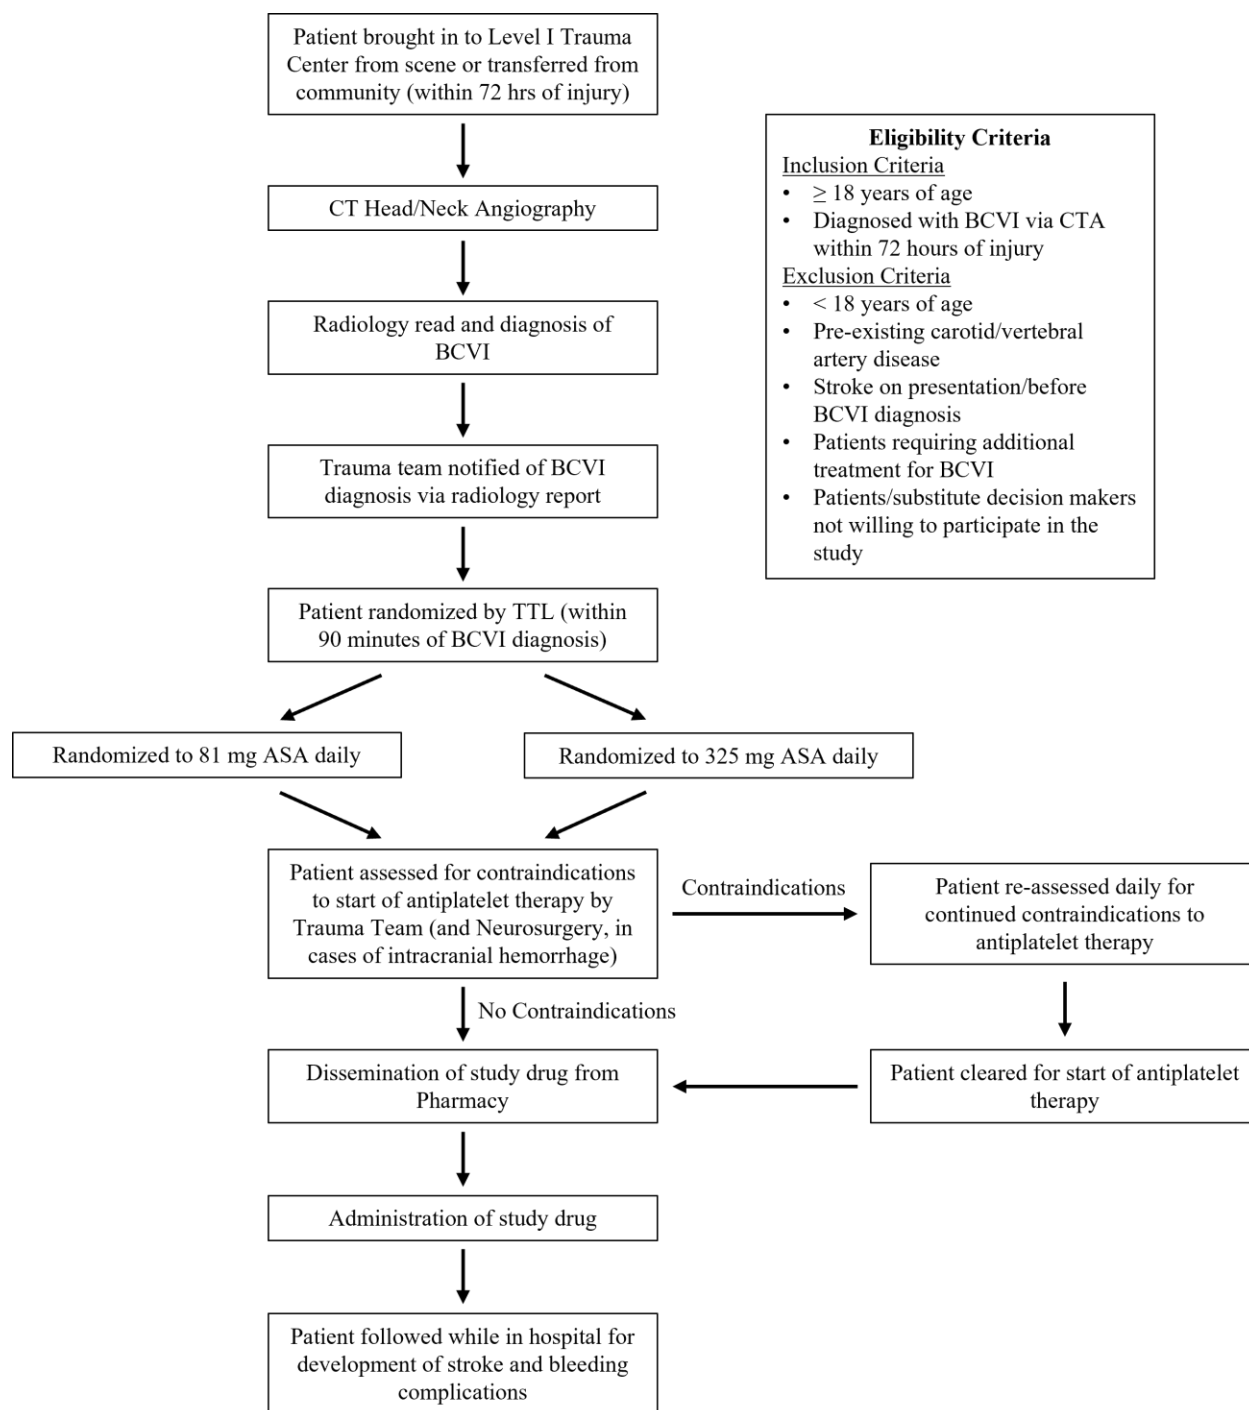 Patient brought in to Level I Trauma
Center from scene or transferred from
community (within 72 hrs of injury)
CT Head/Neck Angiography
Radiology read and diagnosis of
BCVI
Trauma team notified of BCVI
diagnosis via radiology report
Patient randomized by TTL (within
90 minutes of BCVI diagnosis)
Eligibility Criteria
Inclusion Criteria
• ≥ 18 years of age
• Diagnosed with BCVI via CTA
within 72 hours of injury
Exclusion Criteria
• < 18 years of age
• Pre-existing carotid/vertebral
artery disease
• Stroke on presentation/before
BCVI diagnosis
• Patients requiring additional
treatment for BCVI
• Patients/substitute decision makers
not willing to participate in the
study
Randomized to 81 mg ASA daily
Randomized to 325 mg ASA daily
Patient assessed for contraindications
to start of antiplatelet therapy by
Trauma Team (and Neurosurgery, in
cases of intracranial hemorrhage)
Contraindications
Patient re-assessed daily for
continued contraindications to
antiplatelet therapy
No Contraindications
Dissemination of study drug from
Pharmacy
Patient cleared for start of antiplatelet
therapy
Administration of study drug
Patient followed while in hospital for
development of stroke and bleeding
complications